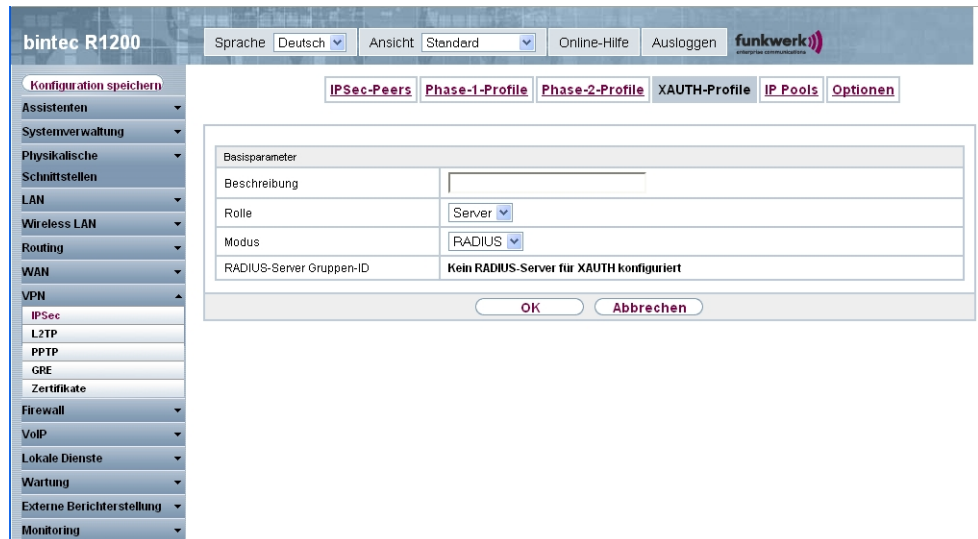 bintec R1200
Sprache Deutsch Ansicht Standard Online-Hilfe Ausloggen funkwerk
enterprise communications
Konfiguration speichern
Assistenten
Systemverwaltung
Physikalische
Schnittstellen
LAN
Wireless LAN
Routing
WAN
VPN
IPSec
L2TP
PPTP
GRE
Zertifikate
Firewall
VoIP
Lokale Dienste
Wartung
Externe Berichterstellung
Monitoring
IPSec-Peers Phase-1-Profile Phase-2-Profile XAUTH-Profile IP Pools Optionen
Basisparameter
Beschreibung
Rolle Server
Modus RADIUS
RADIUS-Server Gruppen-ID Kein RADIUS-Server für XAUTH konfiguriert
OK Abbrechen